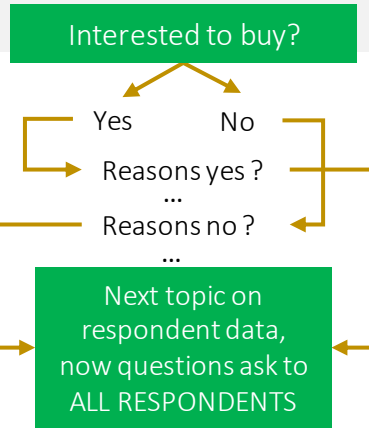 Interested to buy?
Yes No
Reasons yes ?
...
Reasons no ?
...
Next topic on
respondent data,
now questions ask to
ALL RESPONDENTS